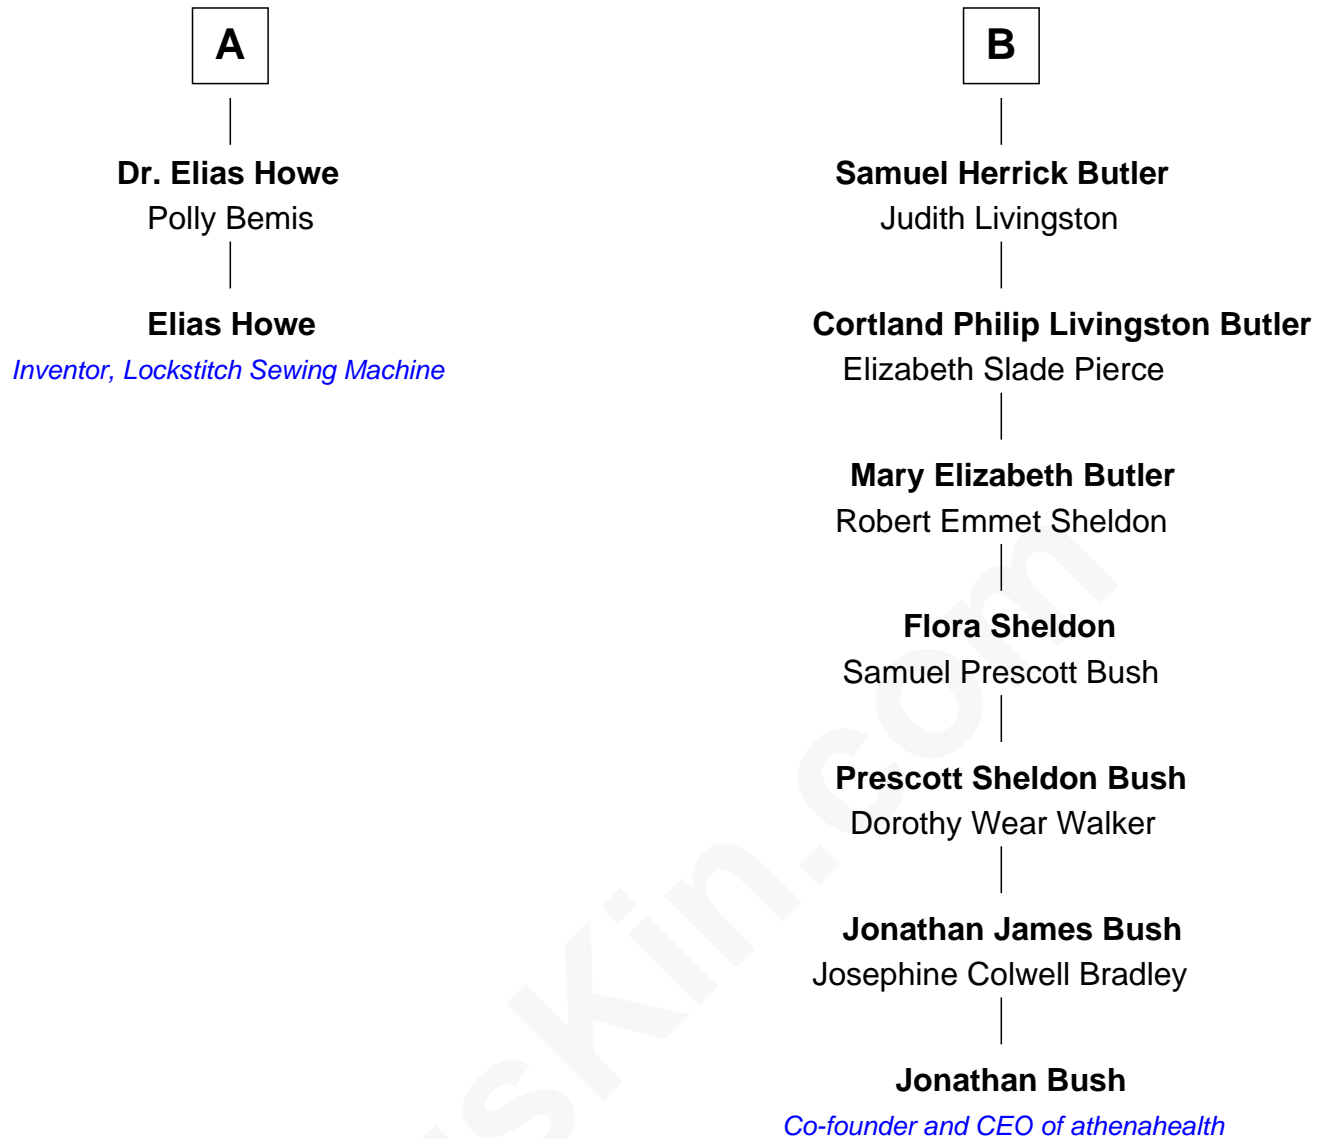 A
Dr. Elias Howe
Polly Bemis
Elias Howe
Inventor, Lockstitch Sewing Machine
B
Samuel Herrick Butler
Judith Livingston
Cortland Philip Livingston Butler
Elizabeth Slade Pierce
Mary Elizabeth Butler
Robert Emmet Sheldon
Flora Sheldon
Samuel Prescott Bush
Prescott Sheldon Bush
Dorothy Wear Walker
Jonathan James Bush
Josephine Colwell Bradley
Jonathan Bush
Co-founder and CEO of athenahealth
sKin.com